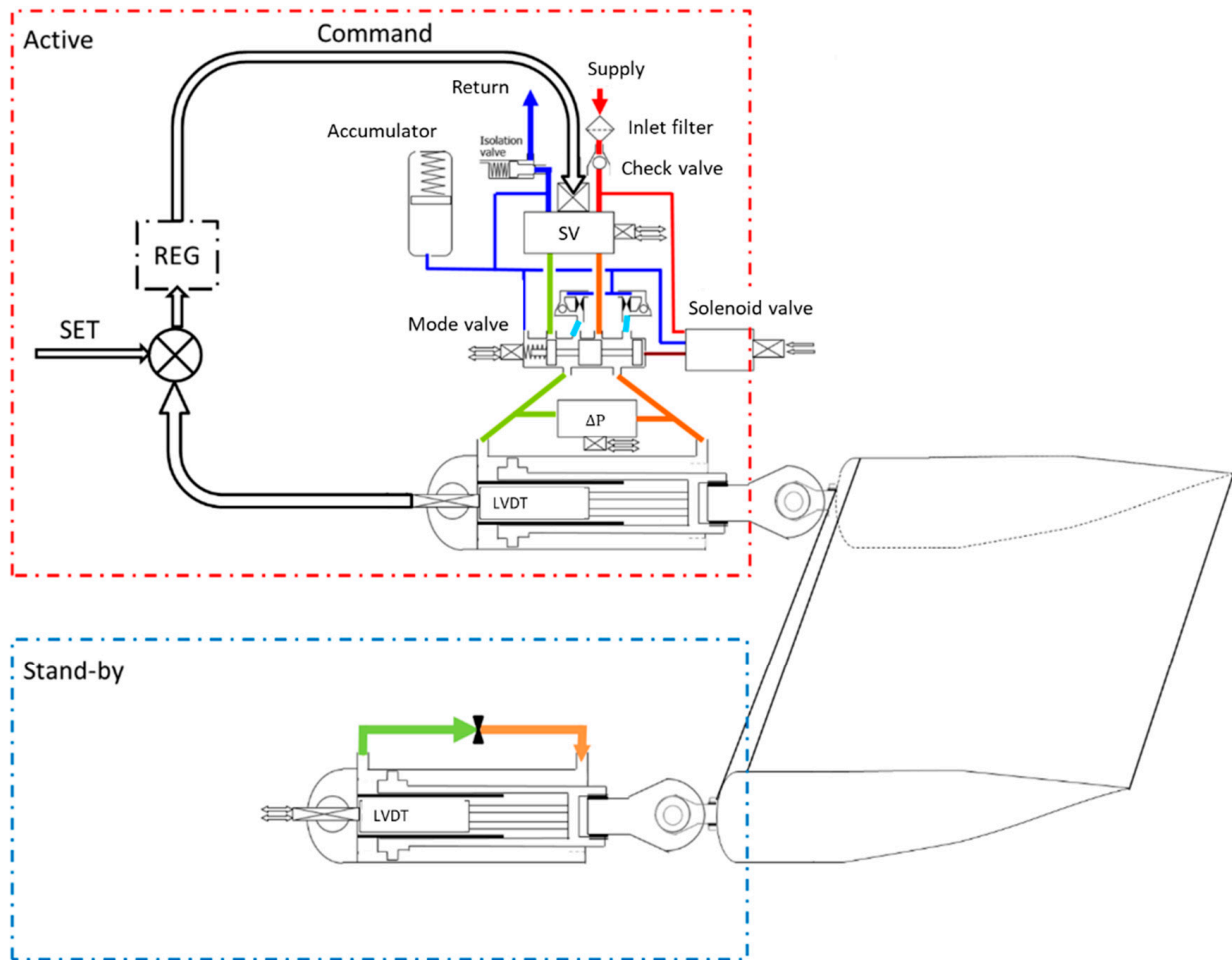 Active
Command
Supply
Return
Inlet filter
Accumulator
Isolation
valve
Check valve
SV
REG
SET
Mode valve
Solenoid valve
ΔP
LVDT
Stand-by
LVDT